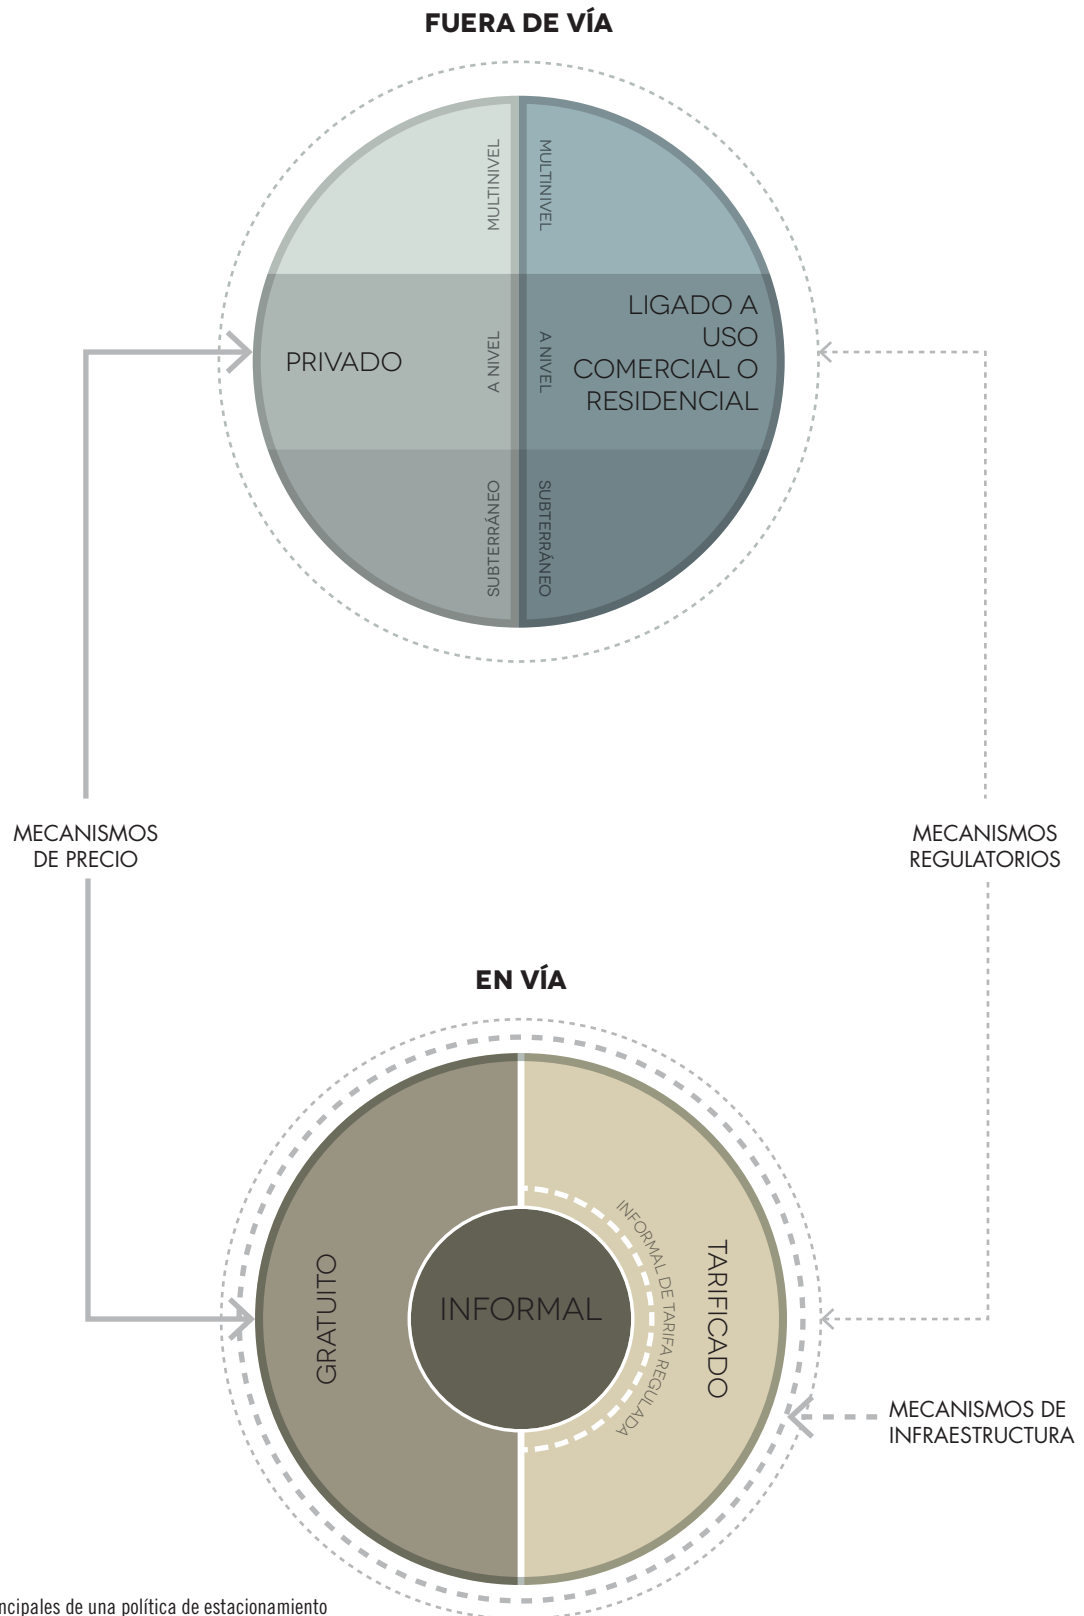 FUERA DE VÍA
MULTINIVEL
MULTINIVEL
PRIVADO
A NIVEL
A NIVEL
LIGADO A
USO
COMERCIAL O
RESIDENCIAL
SUBTERRÁNEO
SUBTERRÁNEO
MECANISMOS
DE PRECIO
MECANISMOS
REGULATORIOS
EN VÍA
GRATUITO
INFORMAL
INFORMAL DE TARIFA REGULADA
TARIFICADO
MECANISMOS DE
INFRAESTRUCTURA
de una política de estacionamiento